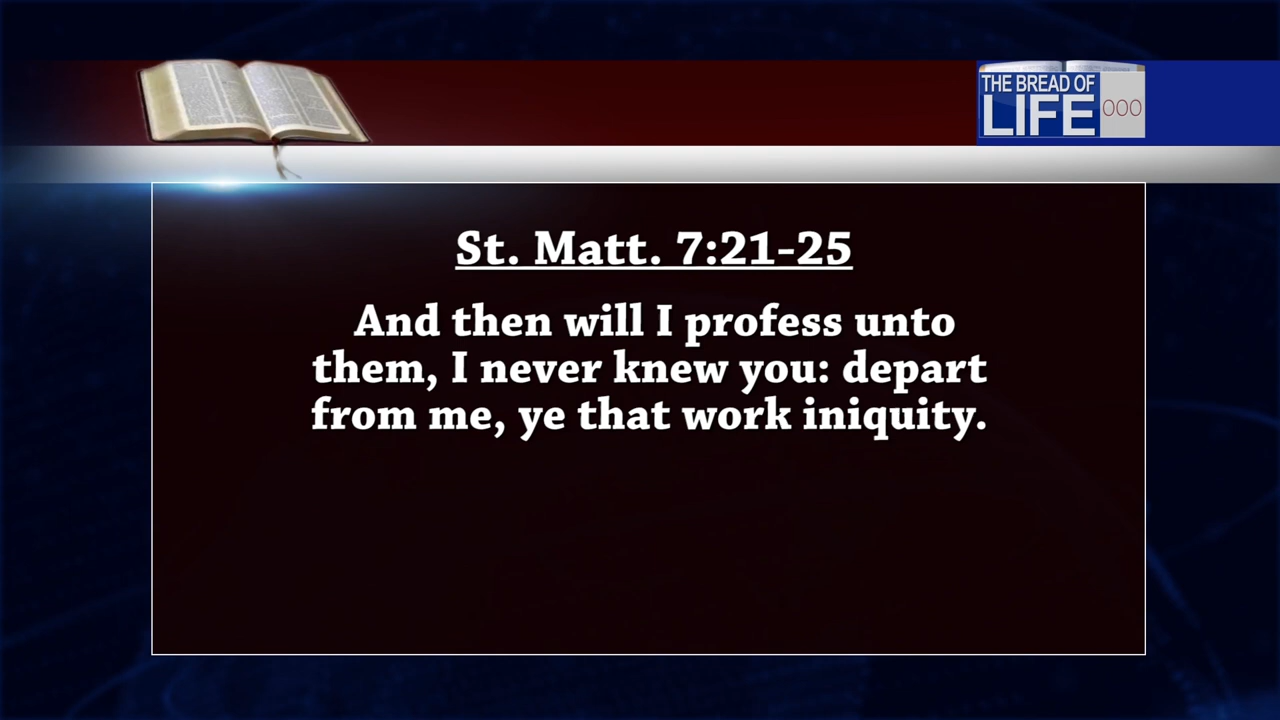 THE BREAD OF
LIFE
000
St. Matt. 7:21-25
And then will I profess unto
them, I never knew you: depart
from me, ye that work iniquity.